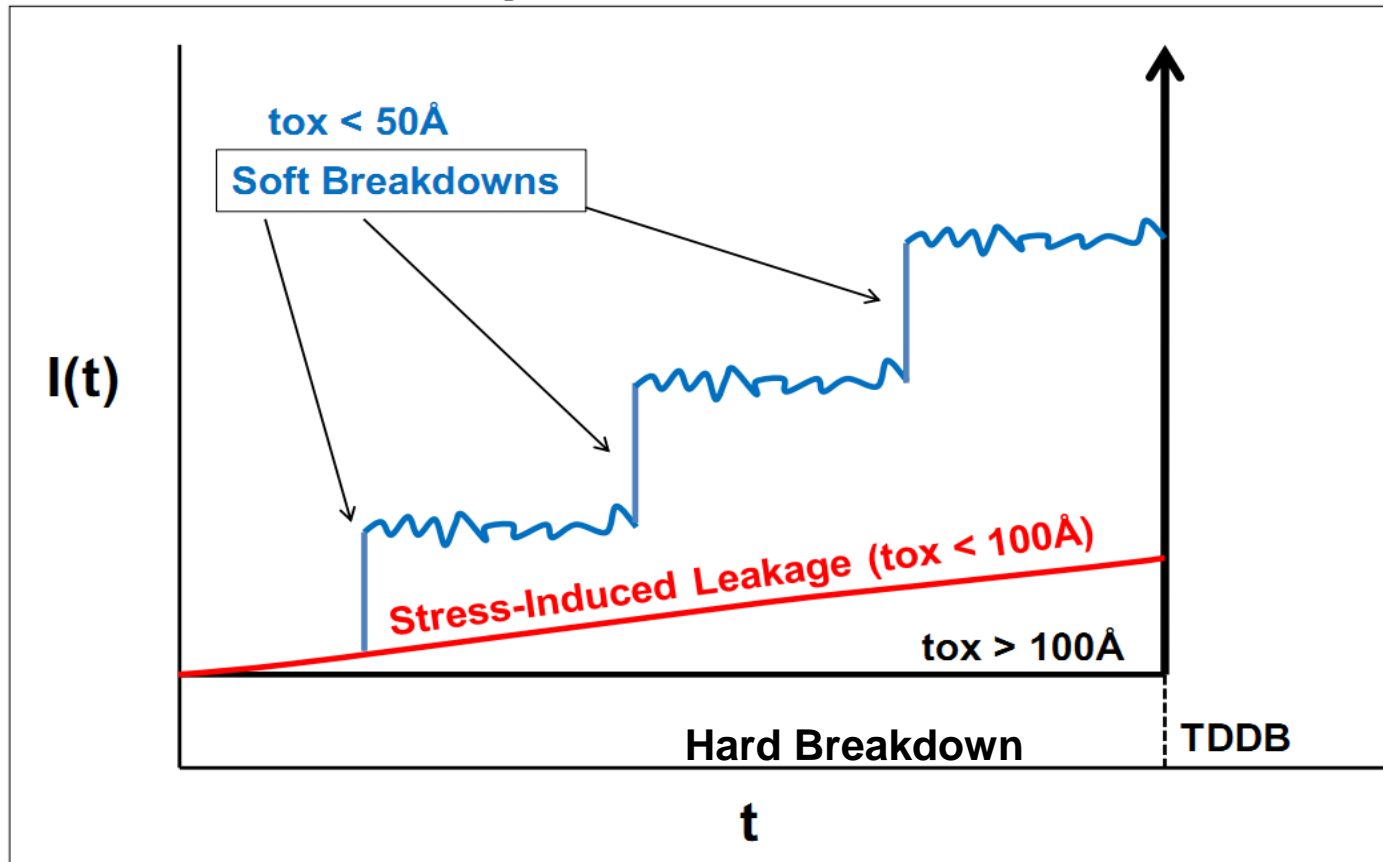 tox < 50Å
Soft Breakdowns
I(t)
Stress-Induced Leakage (tox < 100Å)
tox > 100Å
Hard Breakdown
TDDB
t